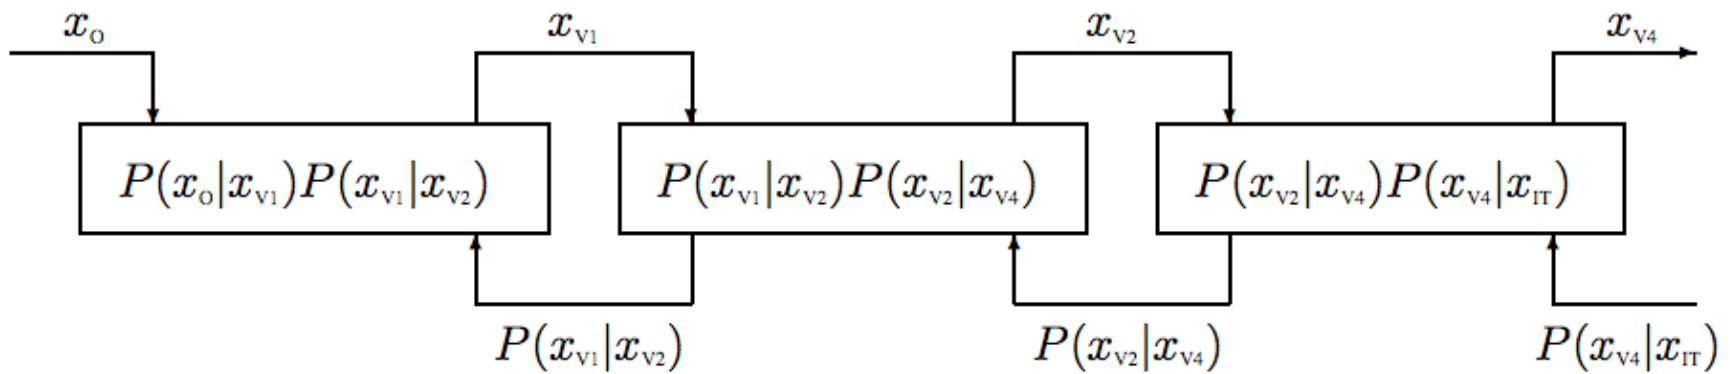 x_O x_V1 x_V2 x_V4
P(x_O|x_V1)P(x_V1|x_V2) P(x_V1|x_V2)P(x_V2|x_V4) P(x_V2|x_V4)P(x_V4|x_IT)
P(x_V1|x_V2) P(x_V2|x_V4) P(x_V4|x_IT)